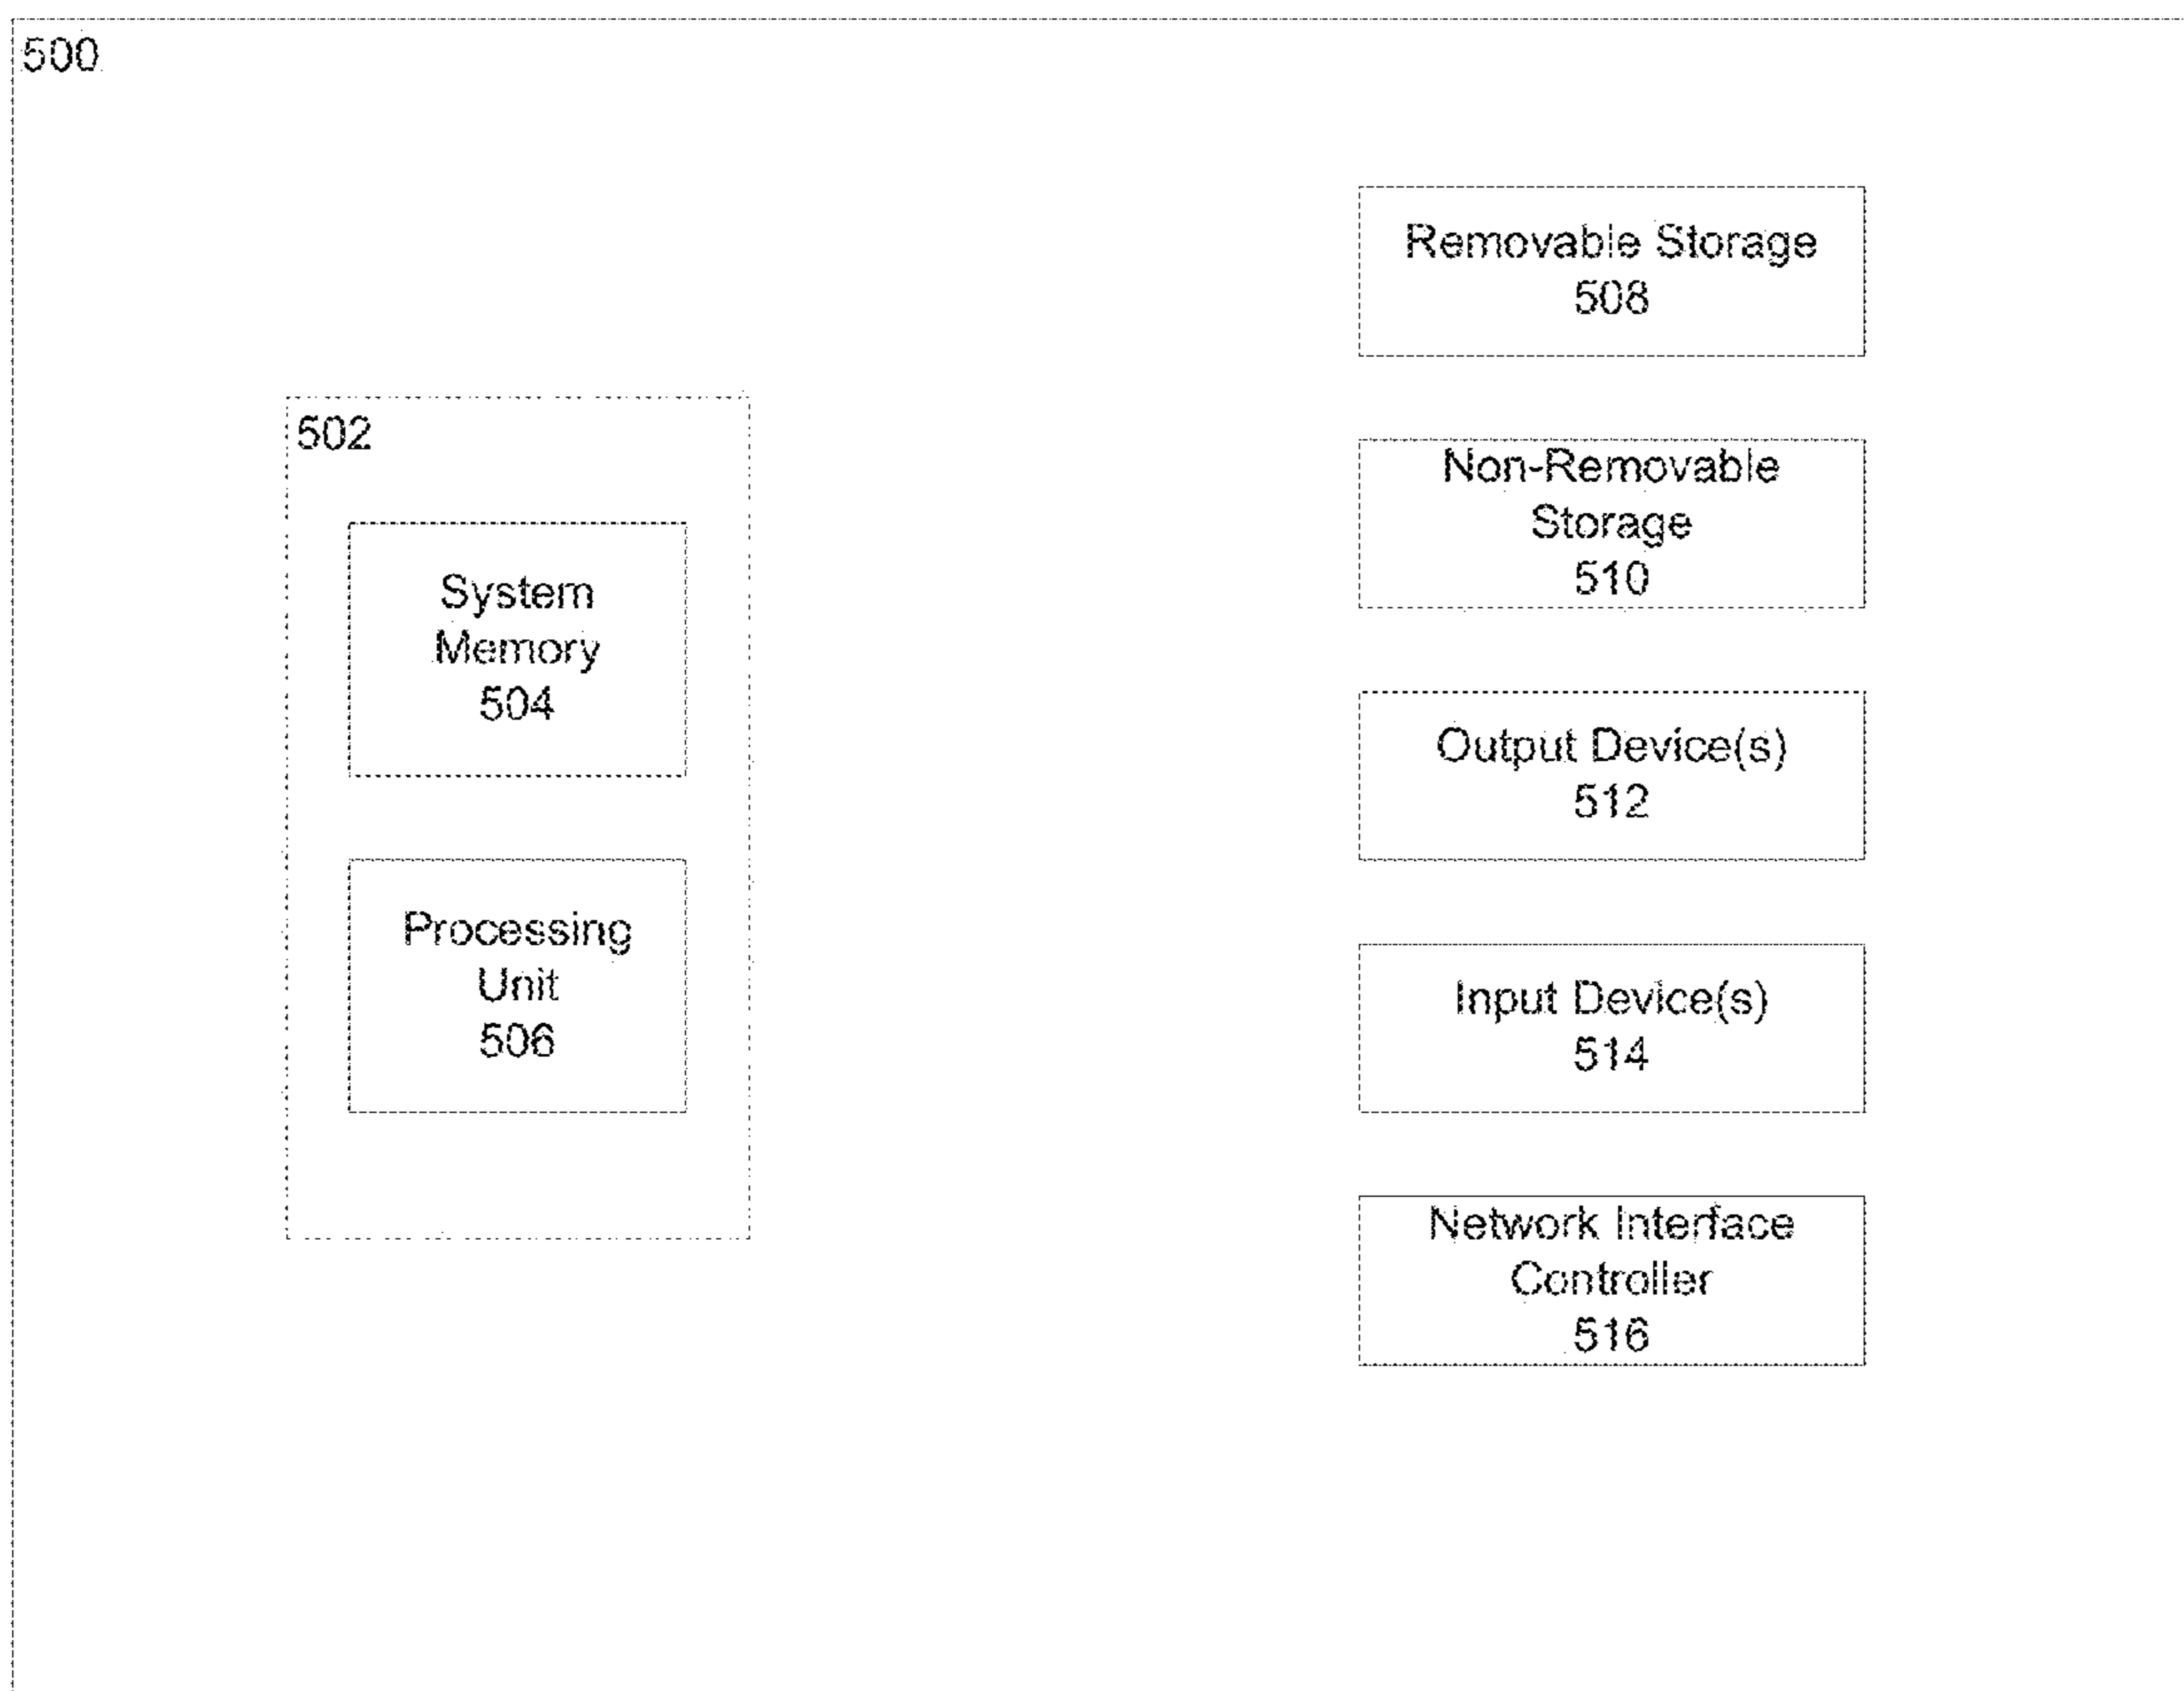 500
502
System
Memory
504
Processing
Unit
506
Removable Storage
508
Non-Removable
Storage
510
Output Device(s)
512
Input Device(s)
514
Network Interface
Controller
516